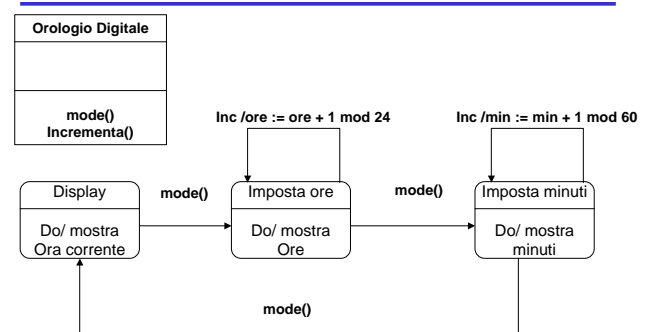 Orologio Digitale
mode()
Incrementa()
Inc /ore := ore + 1 mod 24
Inc /min := min + 1 mod 60
Display
Do/ mostra
Ora corrente
mode()
Imposta ore
Do/ mostra
Ore
mode()
Imposta minuti
Do/ mostra
minuti
mode()